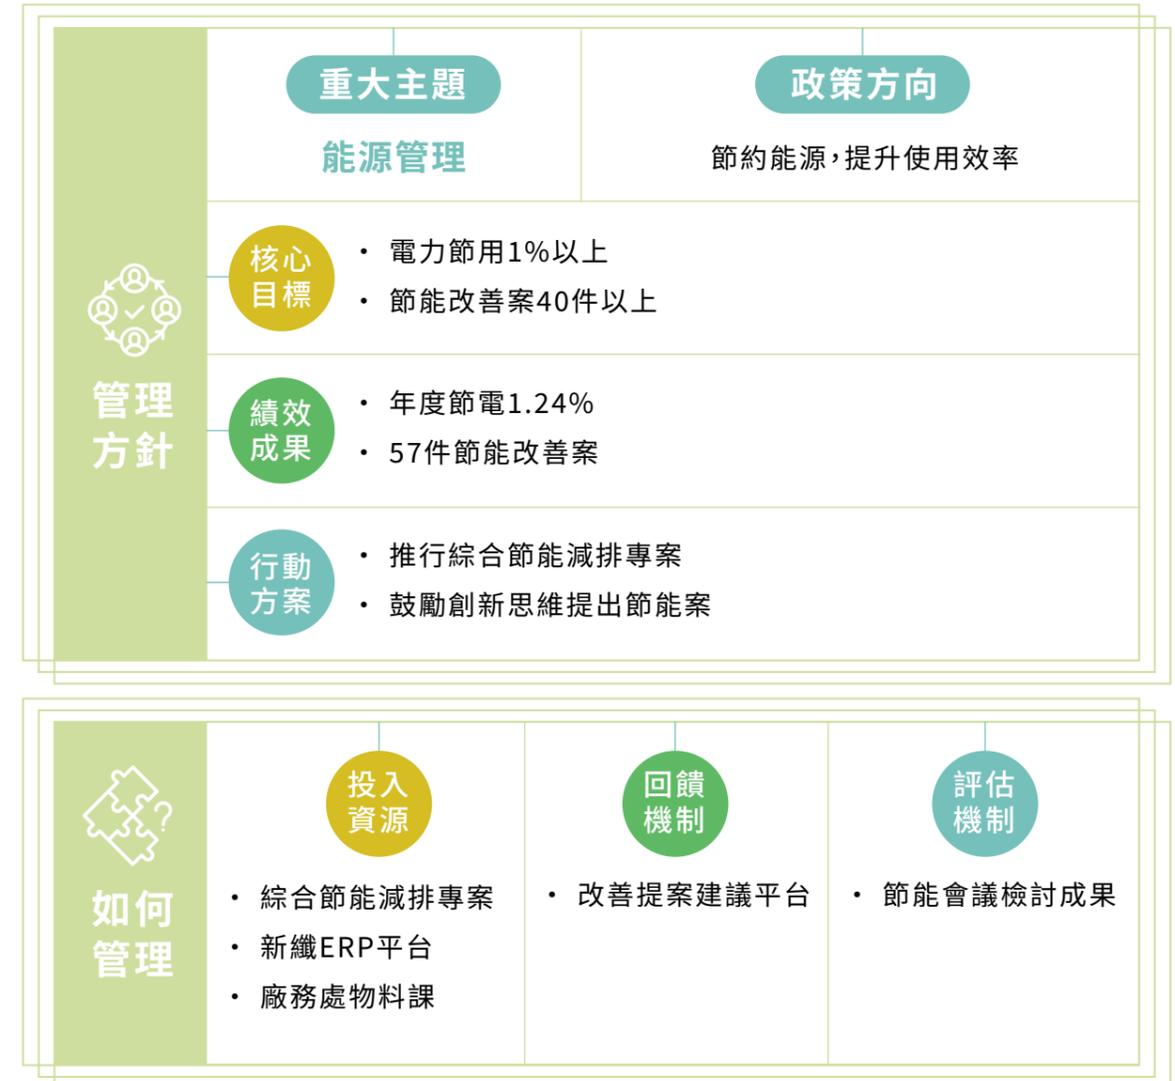 管理
方針
重大主題
能源管理
政策方向
節約能源，提升使用效率
核心
目標
• 電力節用1%以上
• 節能改善案40件以上
績效
成果
• 年度節電1.24%
• 57件節能改善案
行動
方案
• 推行綜合節能減排專案
• 鼓勵創新思維提出節能案
如何
管理
投入
資源
• 綜合節能減排專案
• 新纖ERP平台
• 廠務處物料課
回饋
機制
• 改善提案建議平台
評估
機制
• 節能會議檢討成果